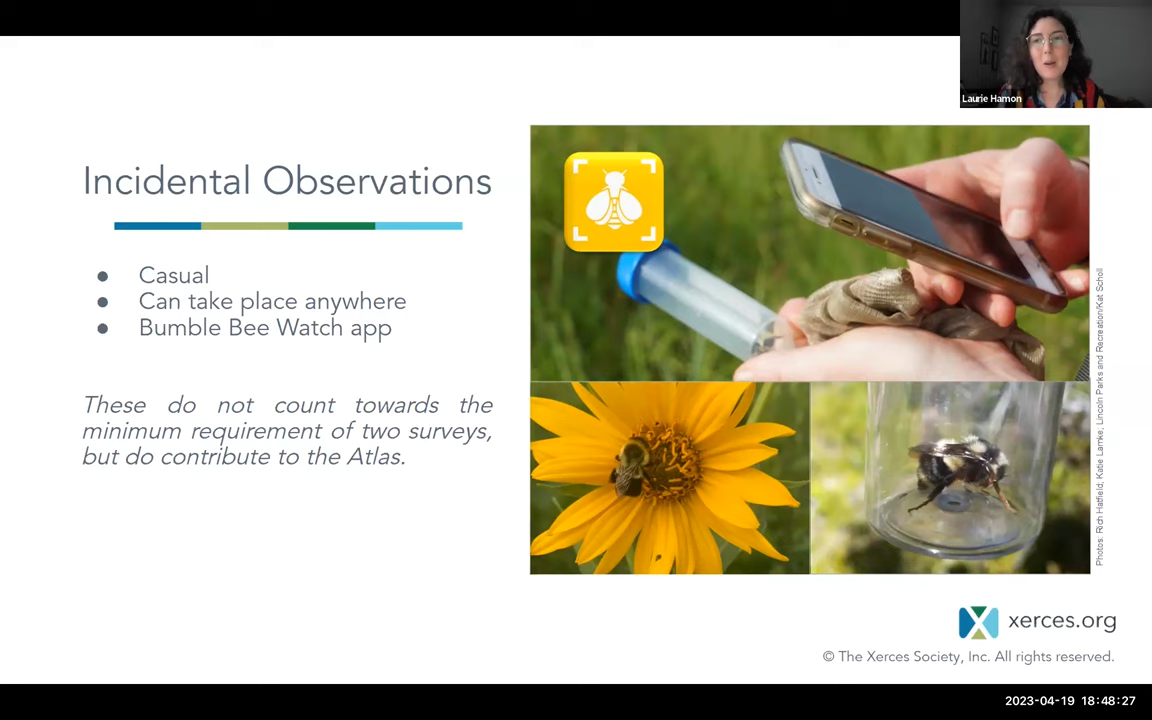 Laurie Hamon
Incidental Observations
● Casual
● Can take place anywhere
● Bumble Bee Watch app
These do not count towards the
minimum requirement of two surveys,
but do contribute to the Atlas.
Photos: Rich Hatfield; Katie Lamke; Lincoln Parks and Recreation/Kat Scholl
xerces.org
© The Xerces Society, Inc. All rights reserved.
2023-04-19 18:48:27